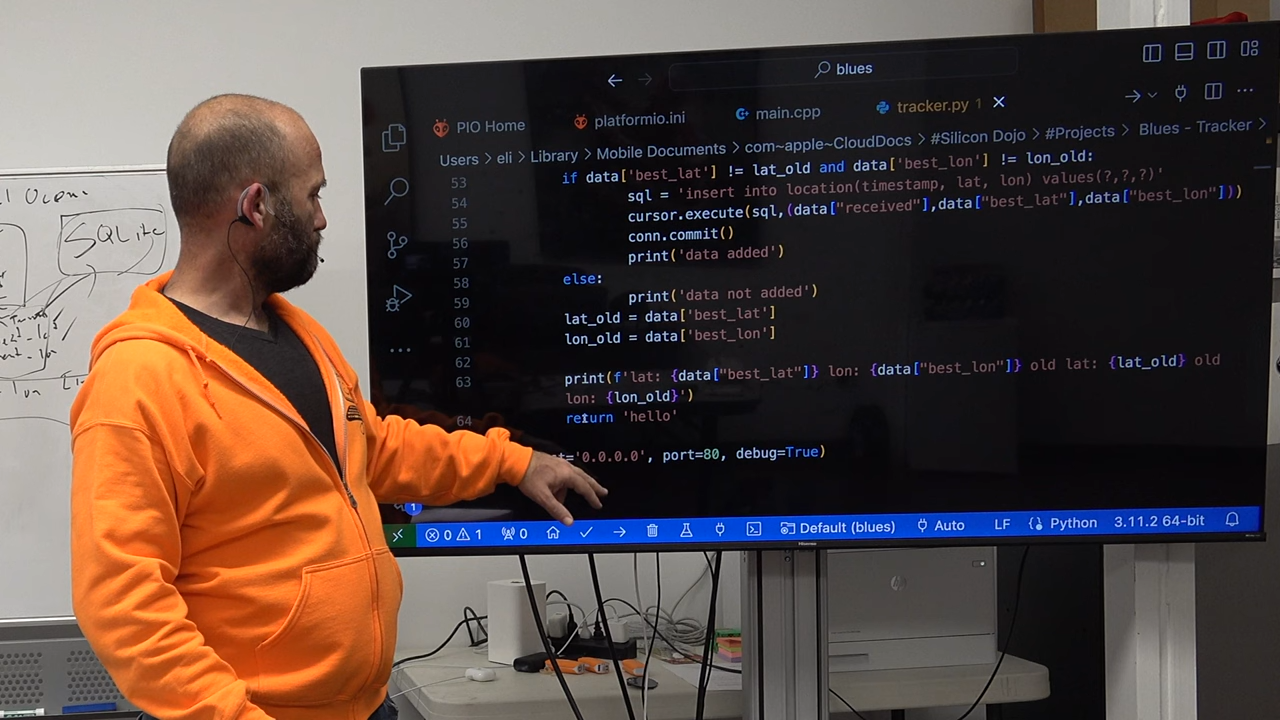 blues
PIO Home
platformio.ini
main.cpp
tracker.py 1
Users > eli > Library > Mobile Documents > com~apple~CloudDocs > #Silicon Dojo > #Projects > Blues - Tracker >
53 if data['best_lat'] != lat_old and data['best_lon'] != lon_old:
54 sql = 'insert into location(timestamp, lat, lon) values(?,?,?)'
55 cursor.execute(sql,(data["received"],data["best_lat"],data["best_lon"]))
56 conn.commit()
57 print('data added')
58 else:
59 print('data not added')
60 lat_old = data['best_lat']
61 lon_old = data['best_lon']
62
63 print(f'lat: {data["best_lat"]} lon: {data["best_lon"]} old lat: {lat_old} old
lon: {lon_old}')
64 return 'hello'
='0.0.0.0', port=80, debug=True)
1
0 1 0 Default (blues) Auto LF Python 3.11.2 64-bit
SQLite
Hisense